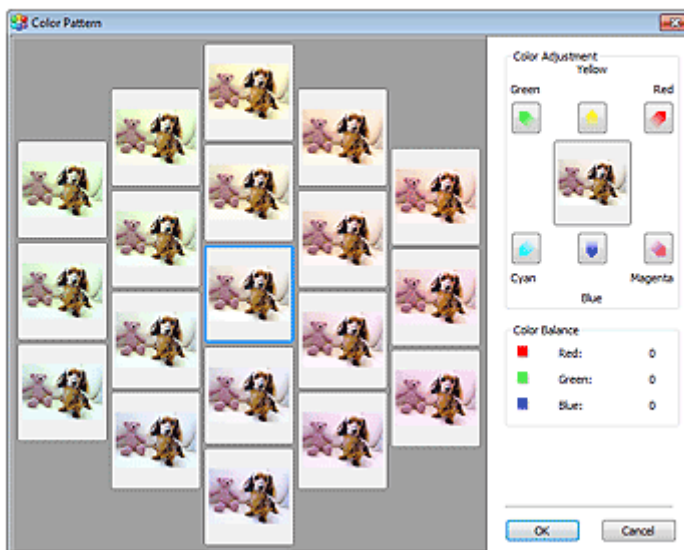 Color Pattern
Color Adjustment
Yellow
Green Red
Cyan Magenta
Blue
Color Balance
Red: 0
Green: 0
Blue: 0
OK Cancel